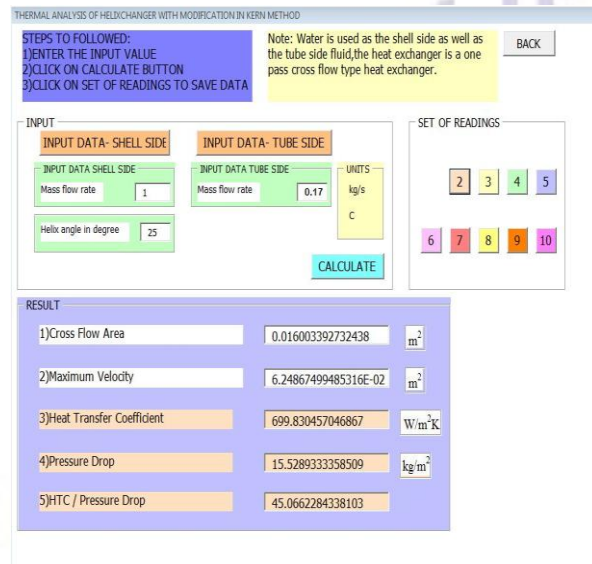 THERMAL ANALYSIS OF HELIXCHANGER WITH MODIFICATION IN KERN METHOD
STEPS TO FOLLOWED:
1)ENTER THE INPUT VALUE
2)CLICK ON CALCULATE BUTTON
3)CLICK ON SET OF READINGS TO SAVE DATA
Note: Water is used as the shell side as well as
the tube side fluid,the heat exchanger is a one
pass cross flow type heat exchanger.
BACK
INPUT
INPUT DATA- SHELL SIDE
INPUT DATA- TUBE SIDE
INPUT DATA SHELL SIDE
Mass flow rate 1
Helix angle in degree 25
INPUT DATA TUBE SIDE
Mass flow rate 0.17
UNITS
kg/s
C
CALCULATE
SET OF READINGS
2 3 4 5
6 7 8 9 10
RESULT
1)Cross Flow Area 0.016003392732438 m²
2)Maximum Velocity 6.24867499485316E-02 m²
3)Heat Transfer Coefficient 699.830457046867 W/m²K
4)Pressure Drop 15.5289333358509 kg/m²
5)HTC / Pressure Drop 45.0662284338103